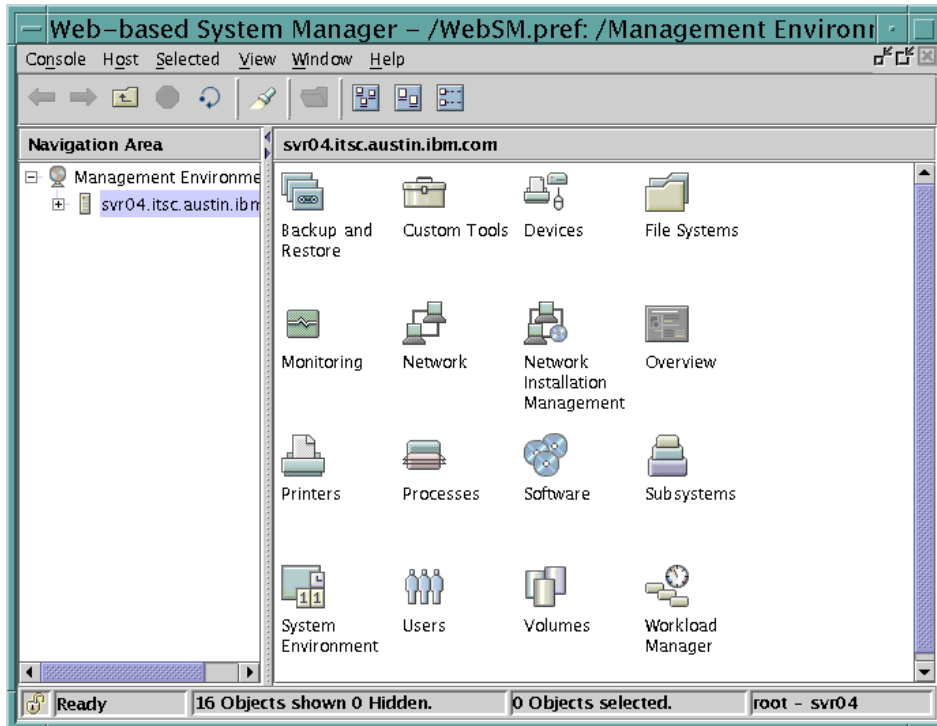 Web-based System Manager - /WebSM.pref: /Management Environ
Console Host Selected View Window Help
Navigation Area
svr04.itsc.austin.ibm.com
Management Environme
svr04.itsc.austin.ibm
Backup and Restore
Custom Tools
Devices
File Systems
Monitoring
Network
Network Installation Management
Overview
Printers
Processes
Software
Subsystems
System Environment
Users
Volumes
Workload Manager
Ready
16 Objects shown 0 Hidden.
0 Objects selected.
root - svr04